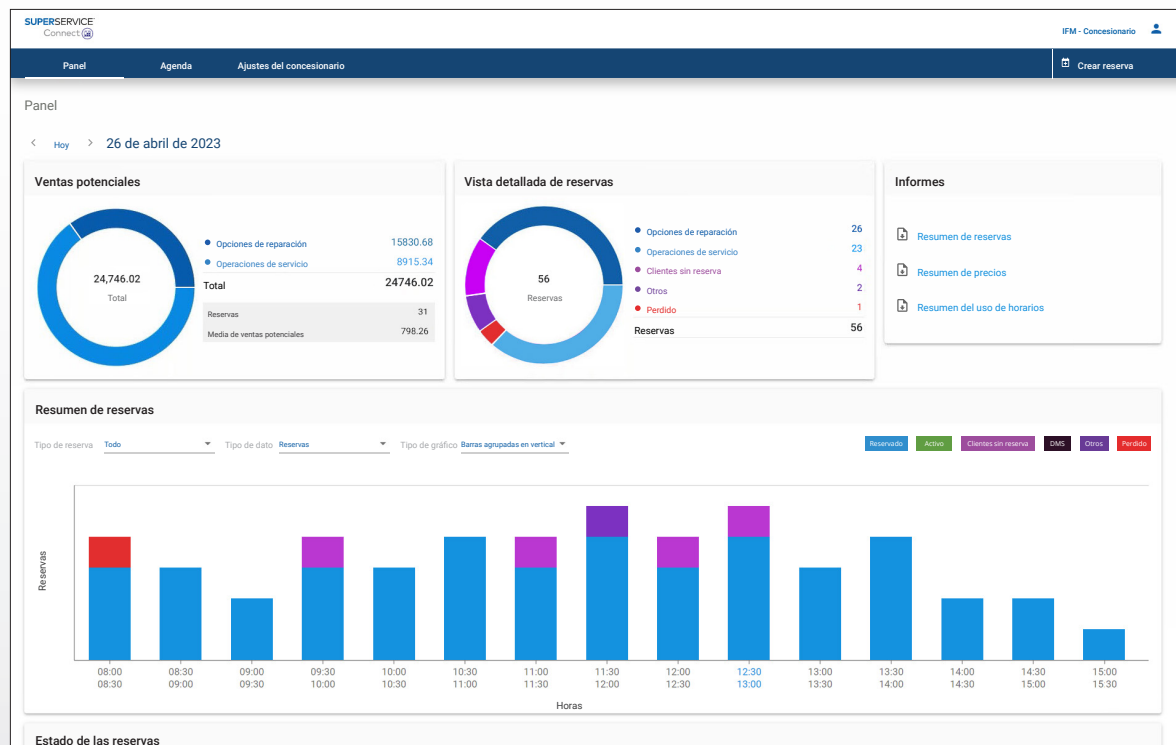 SUPERSERVICE
Connect
IFM - Concesionario
Panel
Agenda
Ajustes del concesionario
Crear reserva
Panel
Hoy
26 de abril de 2023
Ventas potenciales
24,746.02
Total
Opciones de reparación 15830.68
Operaciones de servicio 8915.34
Total 24746.02
Reservas 31
Media de ventas potenciales 798.26
Vista detallada de reservas
56
Reservas
Opciones de reparación 26
Operaciones de servicio 23
Clientes sin reserva 4
Otros 2
Perdido 1
Reservas 56
Informes
Resumen de reservas
Resumen de precios
Resumen del uso de horarios
Resumen de reservas
Tipo de reserva Todo
Tipo de dato Reservas
Tipo de gráfico Barras agrupadas en vertical
Reservado Activo Clientes sin reserva DMS Otros Perdido
Reservas
08:00 08:30 09:00 09:30 10:00 10:30 11:00 11:30 12:00 12:30 13:00 13:30 14:00 14:30 15:00
08:30 09:00 09:30 10:00 10:30 11:00 11:30 12:00 12:30 13:00 13:30 14:00 14:30 15:00 15:30
Horas
Estado de las reservas